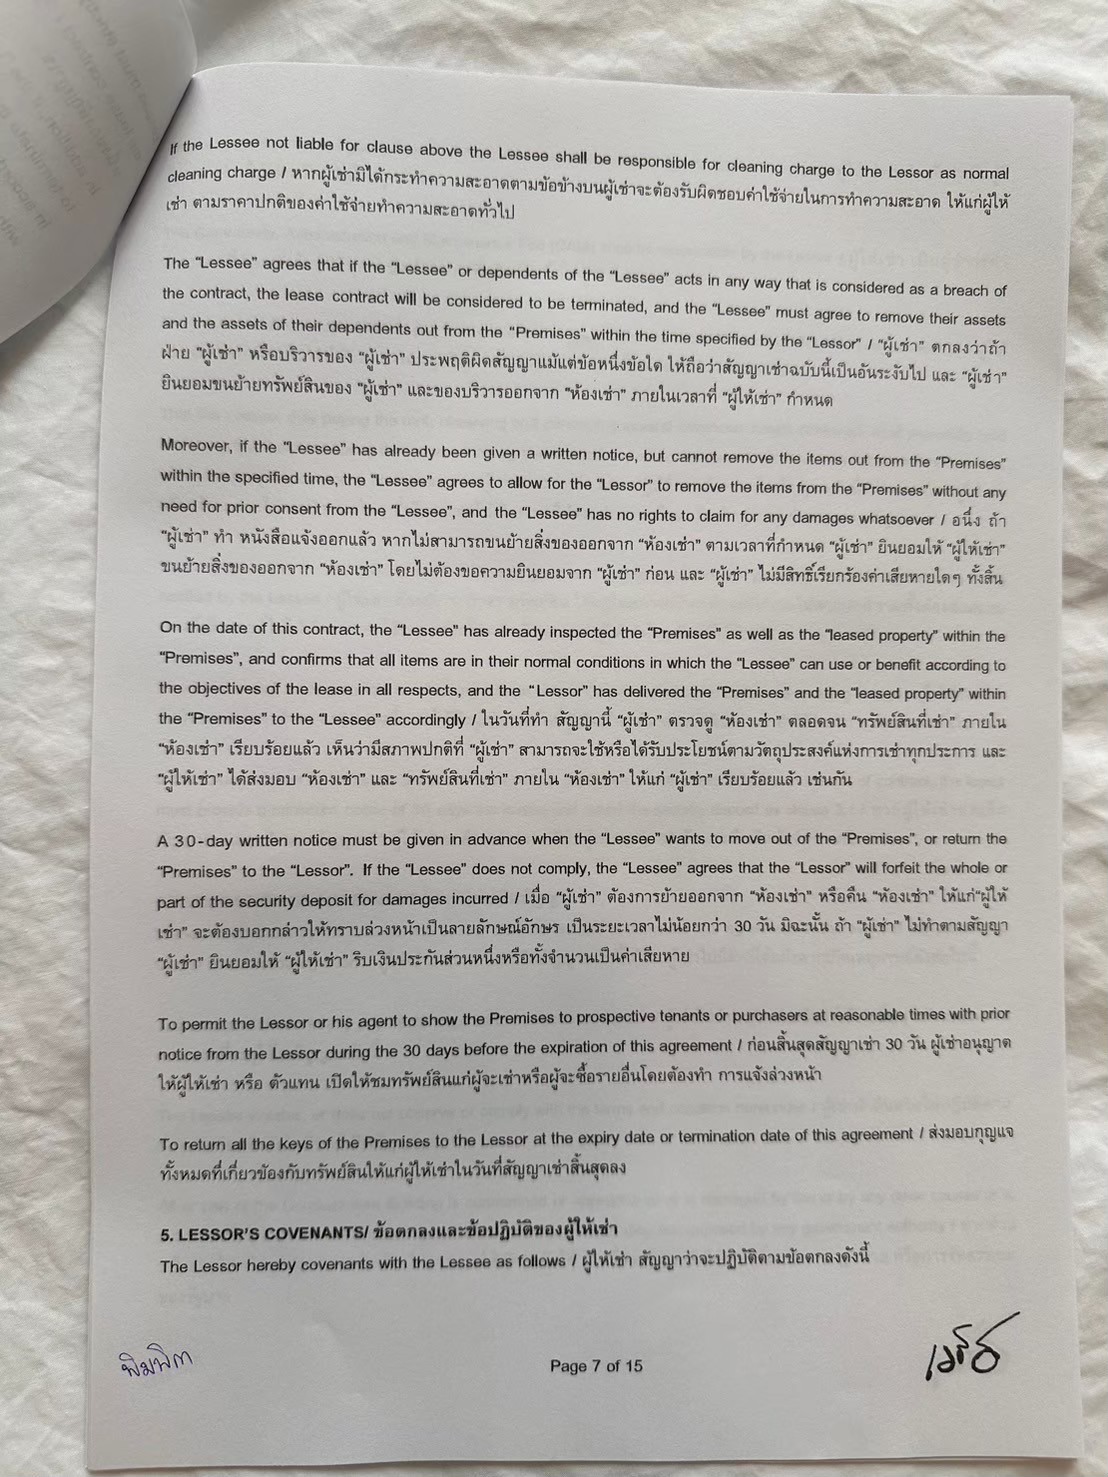 If the Lessee not liable for clause above the Lessee shall be responsible for cleaning charge to the Lessor as normal
cleaning charge / หากผู้เช่ามิได้กระทำความสะอาดตามข้อข้างบนผู้เช่าจะต้องรับผิดชอบค่าใช้จ่ายในการทำความสะอาด ให้แก่ผู้ให้
เช่า ตามราคาปกติของค่าใช้จ่ายทำความสะอาดทั่วไป
The “Lessee” agrees that if the “Lessee” or dependents of the “Lessee” acts in any way that is considered as a breach of
the contract, the lease contract will be considered to be terminated, and the “Lessee” must agree to remove their assets
and the assets of their dependents out from the “Premises” within the time specified by the “Lessor” / “ผู้เช่า” ตกลงว่าถ้า
ฝ่าย “ผู้เช่า” หรือบริวารของ “ผู้เช่า” ประพฤติผิดสัญญาแม้แต่ข้อหนึ่งข้อใด ให้ถือว่าสัญญาเช่าฉบับนี้เป็นอันระงับไป และ “ผู้เช่า”
ยินยอมขนย้ายทรัพย์สินของ “ผู้เช่า” และของบริวารออกจาก “ห้องเช่า” ภายในเวลาที่ “ผู้ให้เช่า” กำหนด
Moreover, if the “Lessee” has already been given a written notice, but cannot remove the items out from the “Premises”
within the specified time, the “Lessee” agrees to allow for the “Lessor” to remove the items from the “Premises” without any
need for prior consent from the “Lessee”, and the “Lessee” has no rights to claim for any damages whatsoever / อนึ่ง ถ้า
“ผู้เช่า” ทำ หนังสือแจ้งออกแล้ว หากไม่สามารถขนย้ายสิ่งของออกจาก “ห้องเช่า” ตามเวลาที่กำหนด “ผู้เช่า” ยินยอมให้ “ผู้ให้เช่า”
ขนย้ายสิ่งของออกจาก “ห้องเช่า” โดยไม่ต้องขอความยินยอมจาก “ผู้เช่า” ก่อน และ “ผู้เช่า” ไม่มีสิทธิ์เรียกร้องค่าเสียหายใดๆ ทั้งสิ้น
On the date of this contract, the “Lessee” has already inspected the “Premises” as well as the “leased property” within the
“Premises”, and confirms that all items are in their normal conditions in which the “Lessee” can use or benefit according to
the objectives of the lease in all respects, and the “Lessor” has delivered the “Premises” and the “leased property” within
the “Premises” to the “Lessee” accordingly / ในวันที่ทำ สัญญานี้ “ผู้เช่า” ตรวจดู “ห้องเช่า” ตลอดจน “ทรัพย์สินที่เช่า” ภายใน
“ห้องเช่า” เรียบร้อยแล้ว เห็นว่ามีสภาพปกติที่ “ผู้เช่า” สามารถจะใช้หรือได้รับประโยชน์ตามวัตถุประสงค์แห่งการเช่าทุกประการ และ
“ผู้ให้เช่า” ได้ส่งมอบ “ห้องเช่า” และ “ทรัพย์สินที่เช่า” ภายใน “ห้องเช่า” ให้แก่ “ผู้เช่า” เรียบร้อยแล้ว เช่นกัน
A 30-day written notice must be given in advance when the “Lessee” wants to move out of the “Premises”, or return the
“Premises” to the “Lessor”. If the “Lessee” does not comply, the “Lessee” agrees that the “Lessor” will forfeit the whole or
part of the security deposit for damages incurred / เมื่อ “ผู้เช่า” ต้องการย้ายออกจาก “ห้องเช่า” หรือคืน “ห้องเช่า” ให้แก่“ผู้ให้
เช่า” จะต้องบอกกล่าวให้ทราบล่วงหน้าเป็นลายลักษณ์อักษร เป็นระยะเวลาไม่น้อยกว่า 30 วัน มิฉะนั้น ถ้า “ผู้เช่า” ไม่ทำตามสัญญา
“ผู้เช่า” ยินยอมให้ “ผู้ให้เช่า” ริบเงินประกันส่วนหนึ่งหรือทั้งจำนวนเป็นค่าเสียหาย
To permit the Lessor or his agent to show the Premises to prospective tenants or purchasers at reasonable times with prior
notice from the Lessor during the 30 days before the expiration of this agreement / ก่อนสิ้นสุดสัญญาเช่า 30 วัน ผู้เช่าอนุญาต
ให้ผู้ให้เช่า หรือ ตัวแทน เปิดให้ชมทรัพย์สินแก่ผู้จะเช่าหรือผู้จะซื้อรายอื่นโดยต้องทำ การแจ้งล่วงหน้า
To return all the keys of the Premises to the Lessor at the expiry date or termination date of this agreement / ส่งมอบกุญแจ
ทั้งหมดที่เกี่ยวข้องกับทรัพย์สินให้แก่ผู้ให้เช่าในวันที่สัญญาเช่าสิ้นสุดลง
5. LESSOR’S COVENANTS/ ข้อตกลงและข้อปฏิบัติของผู้ให้เช่า
The Lessor hereby covenants with the Lessee as follows / ผู้ให้เช่า สัญญาว่าจะปฏิบัติตามข้อตกลงดังนี้
พิมพิกา
Page 7 of 15